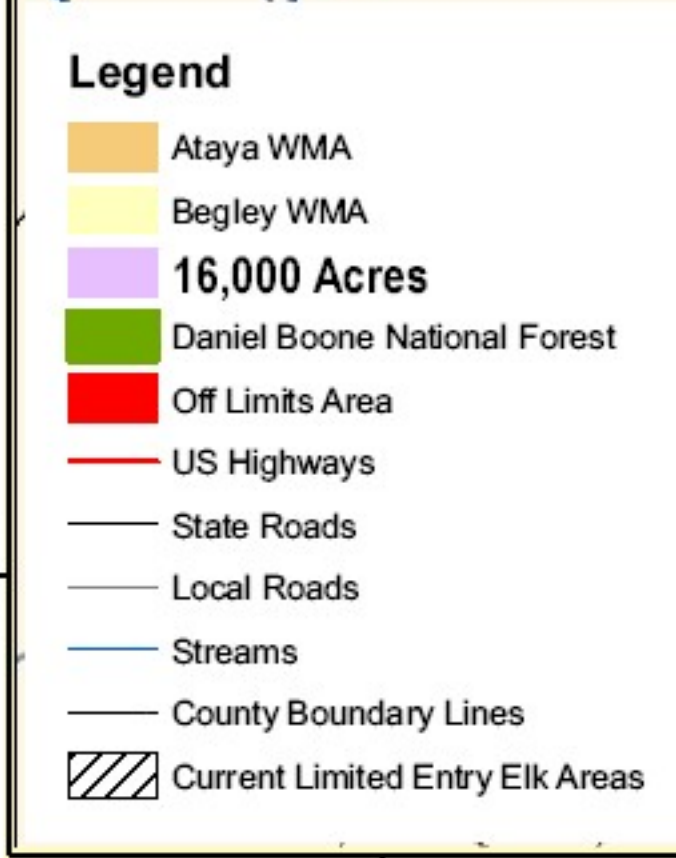 Legend
Ataya WMA
Begley WMA
16,000 Acres
Daniel Boone National Forest
Off Limits Area
US Highways
State Roads
Local Roads
Streams
County Boundary Lines
Current Limited Entry Elk Areas